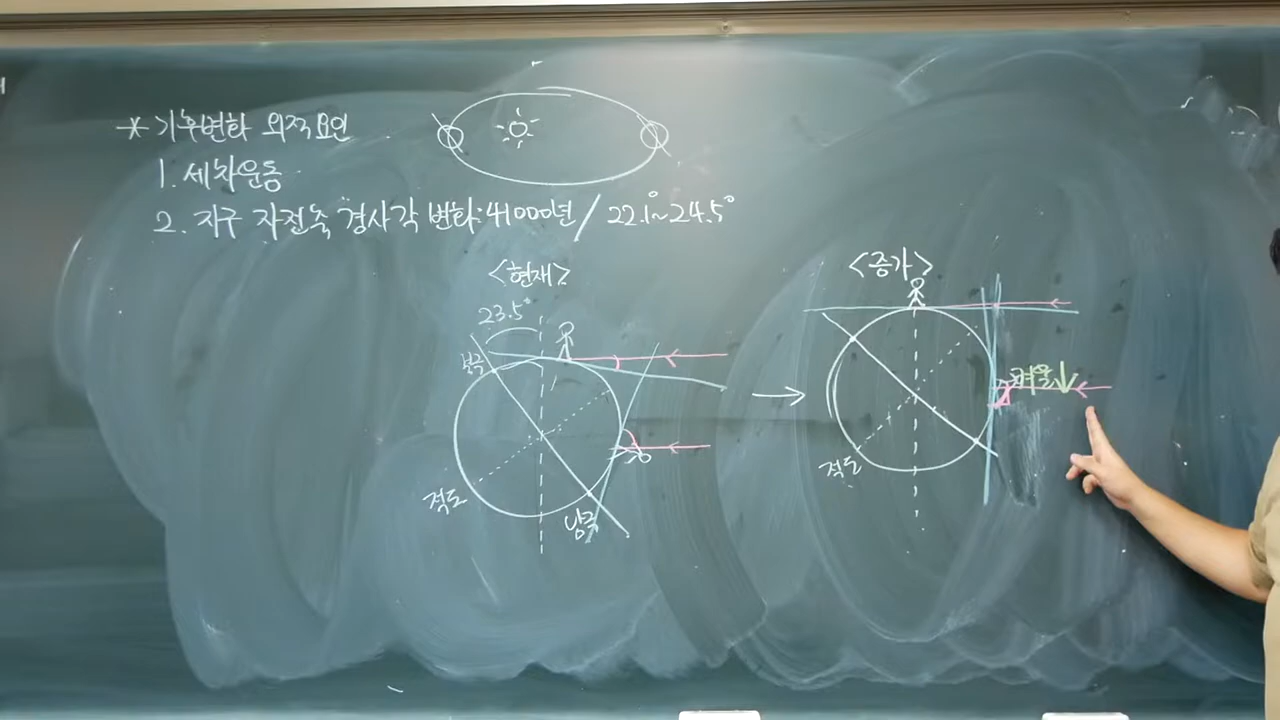 * 기후변화 외적요인
1. 세차운동
2. 지구 자전축 경사각 변화: 41000년 / 22.1°~24.5°
<현재>
23.5°
북극
적도
남극
<증가>
적도
겨울↓